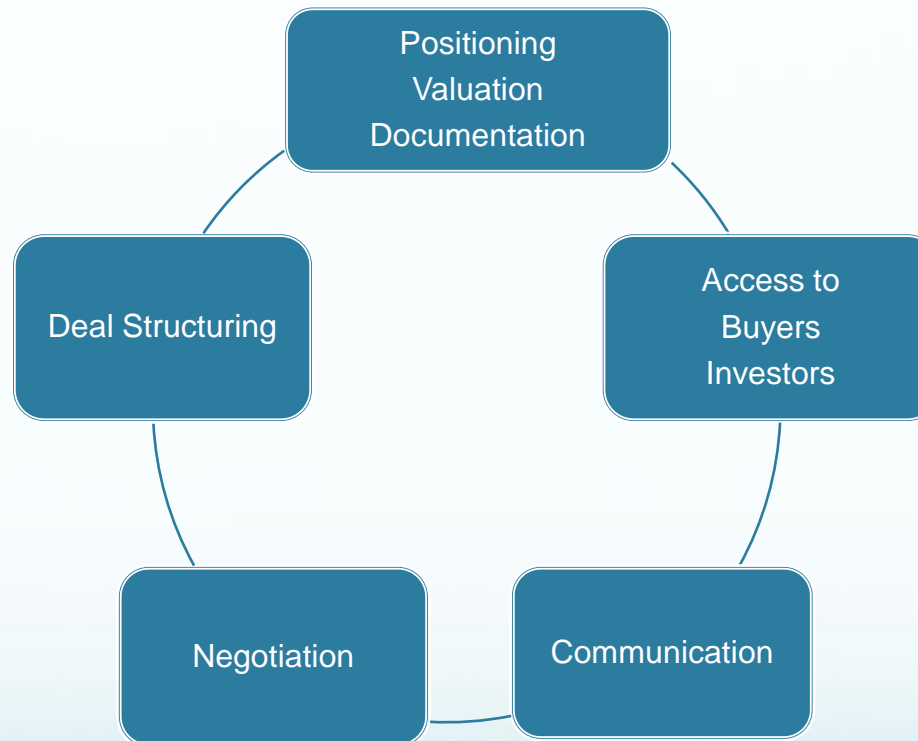 Positioning
Valuation
Documentation
Access to
Buyers
Investors
Deal Structuring
Negotiation
Communication